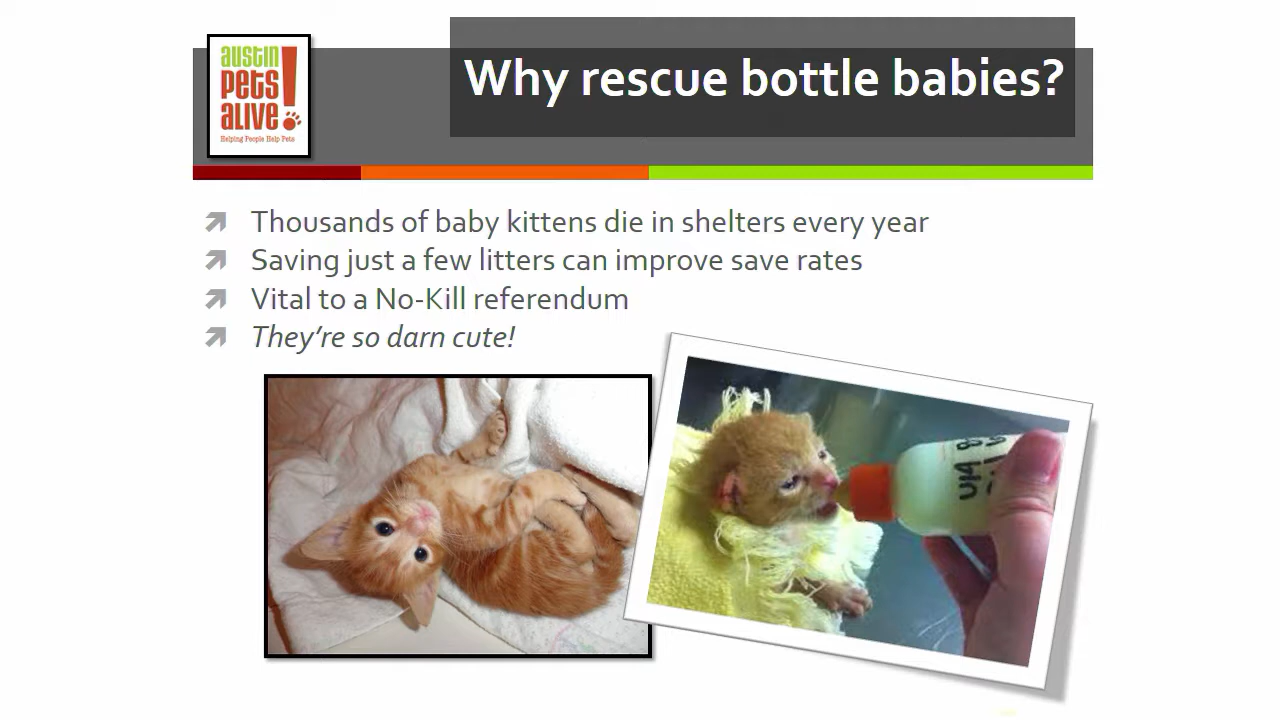 austin
Pets
aLive!
Helping People Help Pets
Why rescue bottle babies?
Thousands of baby kittens die in shelters every year
Saving just a few litters can improve save rates
Vital to a No-Kill referendum
They’re so darn cute!